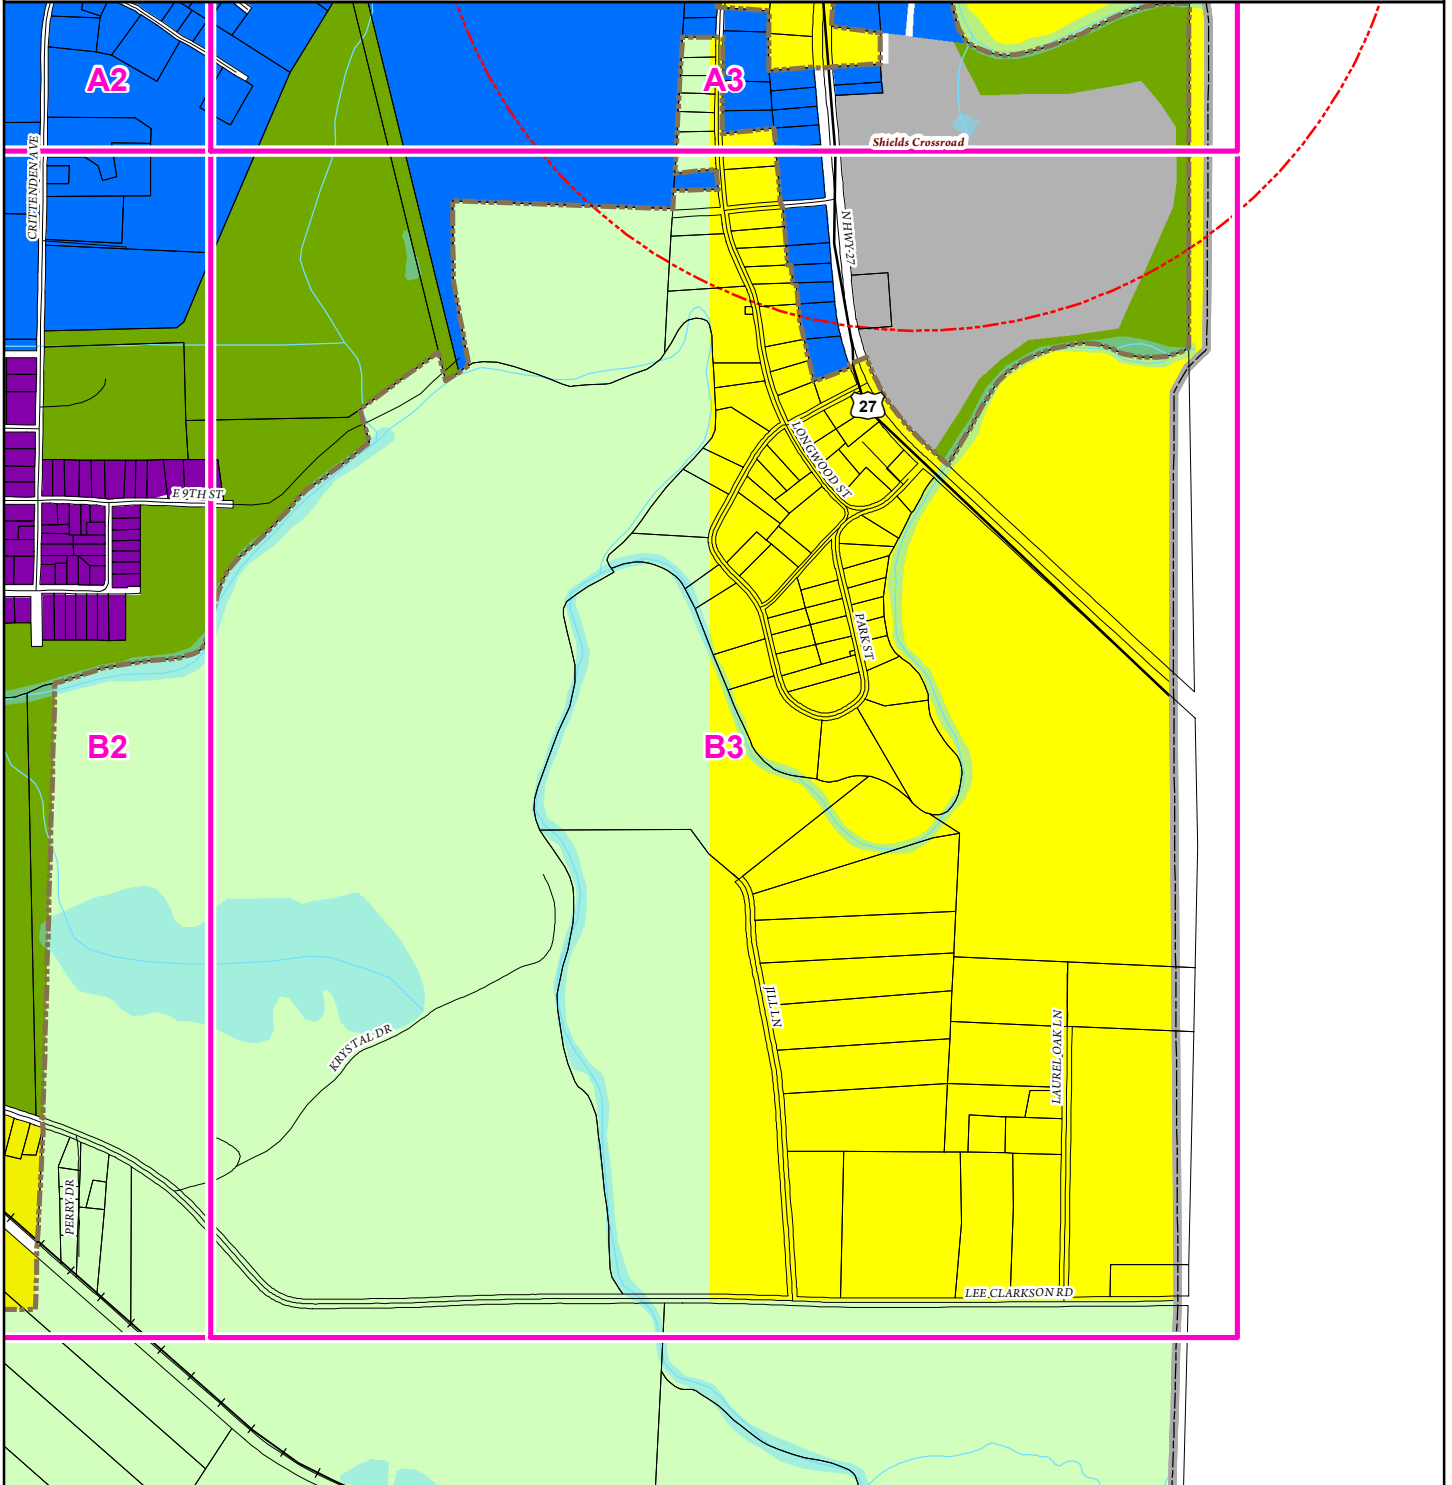 A2
A3
CRITTENDEN AVE
Shields Crossroad
N HWY 27
27
LONGWOOD ST
E 9TH ST
PARK ST
B2
B3
JILL LN
LAUREL OAK LN
KRYSTAL DR
PERRY DR
LEE CLARKSON RD